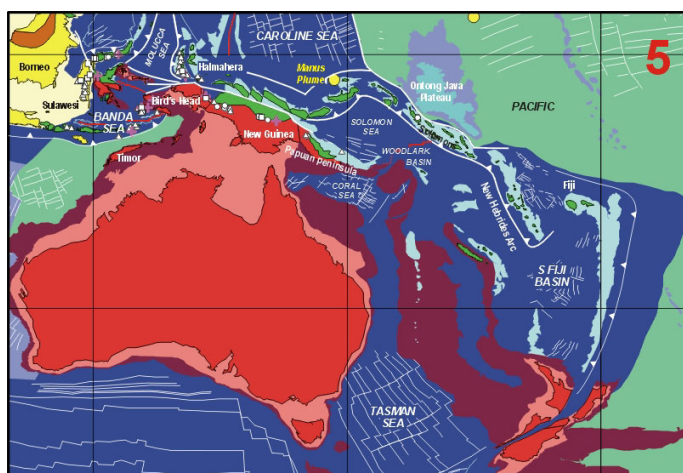 CAROLINE SEA
5
MOLUCCA
SEA
Borneo
Halmahera
Manus
Plume
Ontong Java
Plateau
PACIFIC
Sulawesi
Bird's Head
BANDA
SEA
SOLOMON
SEA
Solomons
New Guinea
WOODLARK
BASIN
Timor
Papuan Peninsula
CORAL
SEA
New Hebrides Arc
Fiji
S FIJI
BASIN
TASMAN
SEA